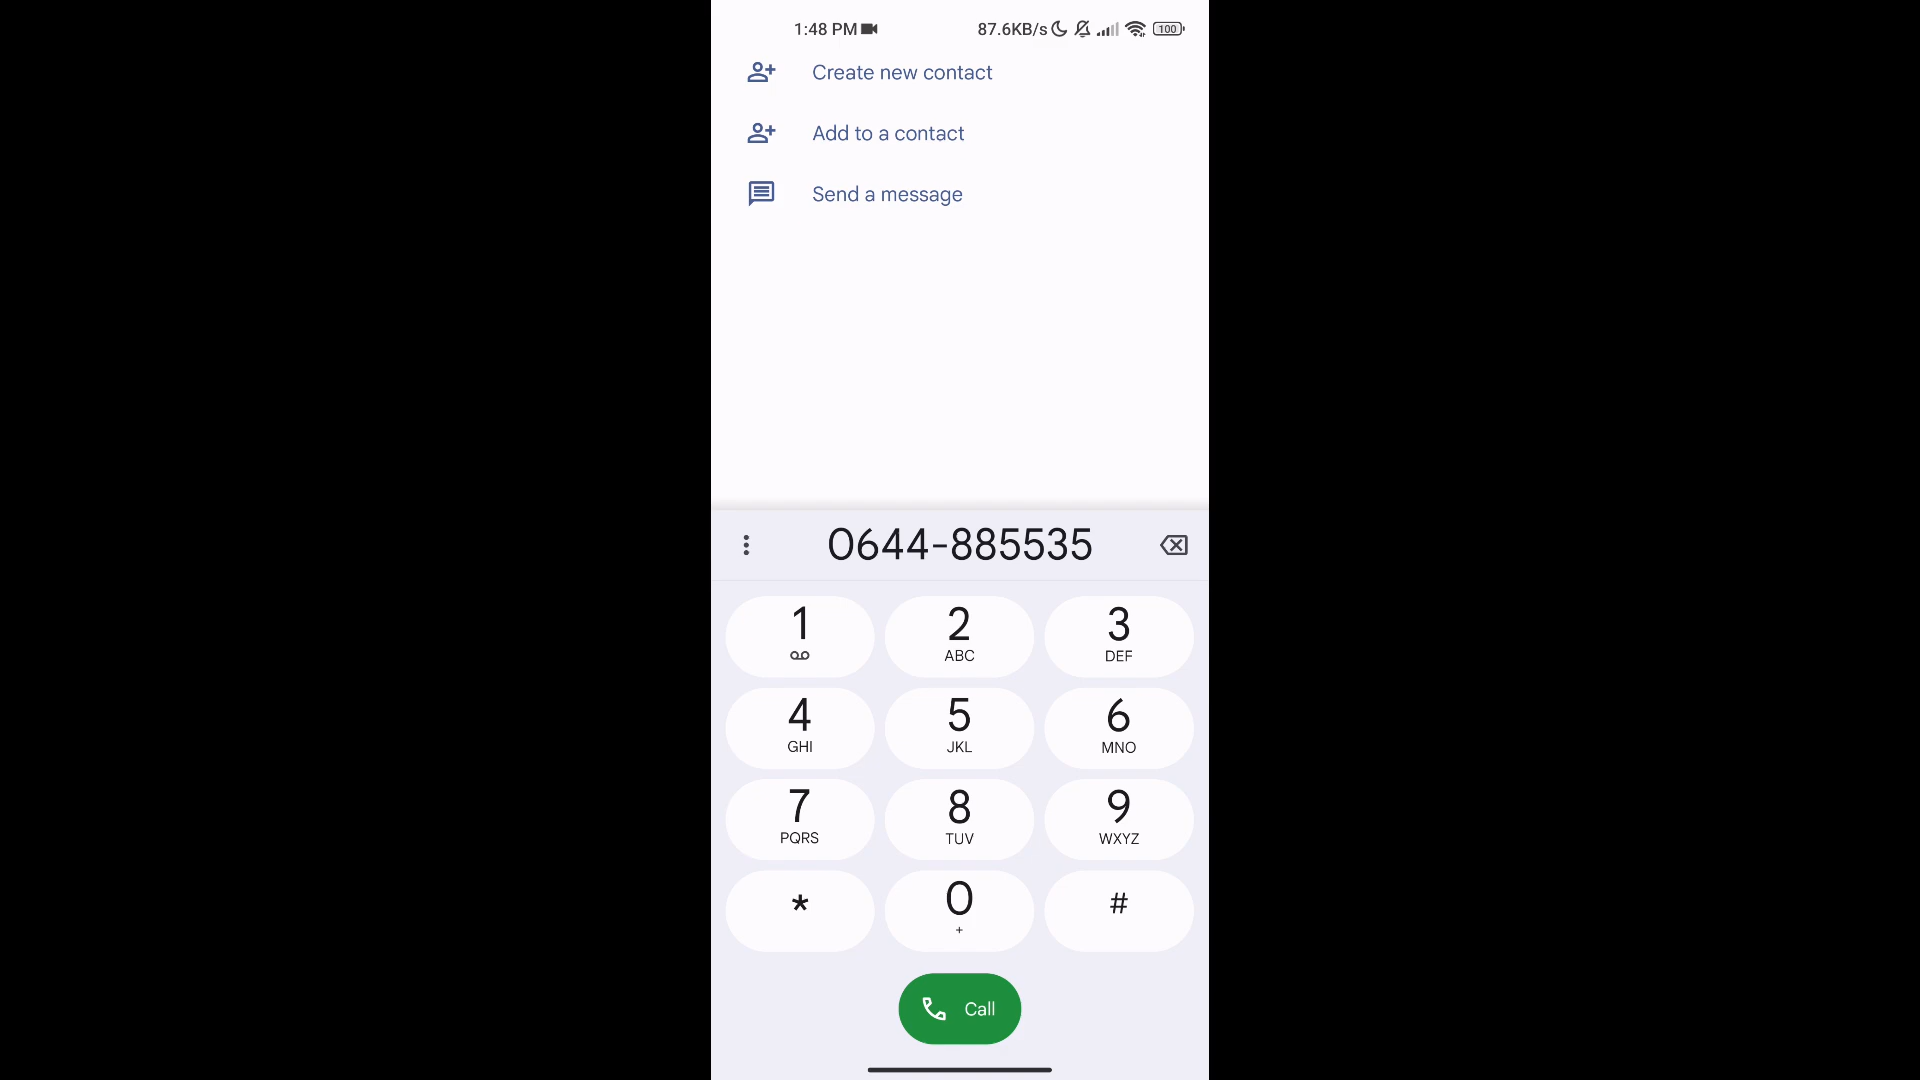 1:48 PM 87.6KB/s 100
Create new contact
Add to a contact
Send a message
0644-885535
1 2 3
ABC DEF
4 5 6
GHI JKL MNO
7 8 9
PQRS TUV WXYZ
* 0 #
+
Call